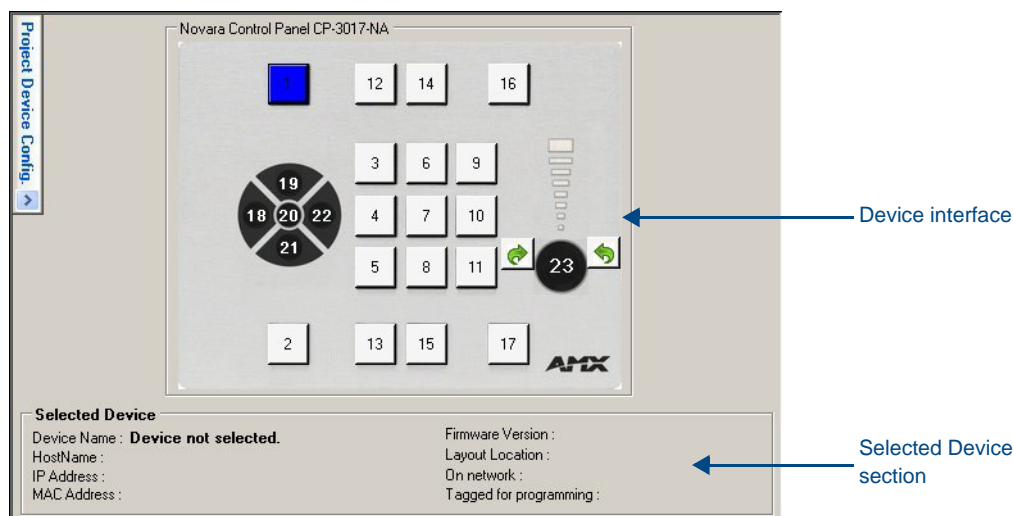 Project Device Config.
Novara Control Panel CP-3017-NA
1 12 14 16
3 6 9
19
18 20 22
4 7 10
21
5 8 11
23
2 13 15 17
AMX
Device interface
Selected Device
Device Name : Device not selected.
HostName :
IP Address :
MAC Address :
Firmware Version :
Layout Location :
On network :
Tagged for programming :
Selected Device
section